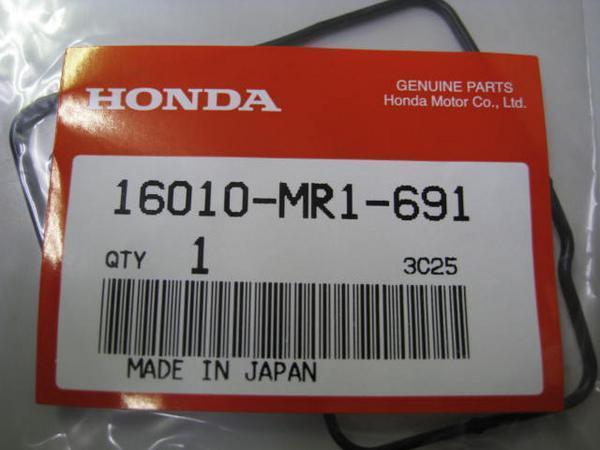 HONDA
GENUINE PARTS
Honda Motor Co., Ltd.
16010-MR1-691
QTY 1 3C25
MADE IN JAPAN